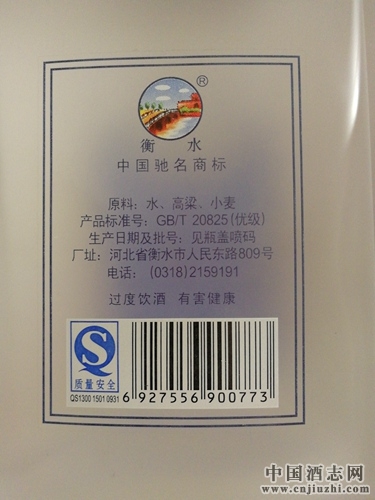 ®
衡 水
中国驰名商标
原料：水、高粱、小麦
产品标准号：GB/T 20825(优级)
生产日期及批号：见瓶盖喷码
厂址：河北省衡水市人民东路809号
电话：(0318)2159191
过度饮酒 有害健康
质量安全
QS1300 1501 0931
6 927556 900773
中国酒志网
www.cnjiuzhi.com